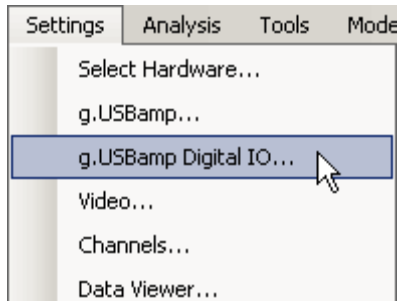 Settings Analysis Tools Mode
Select Hardware...
g.USBamp...
g.USBamp Digital IO...
Video...
Channels...
Data Viewer...